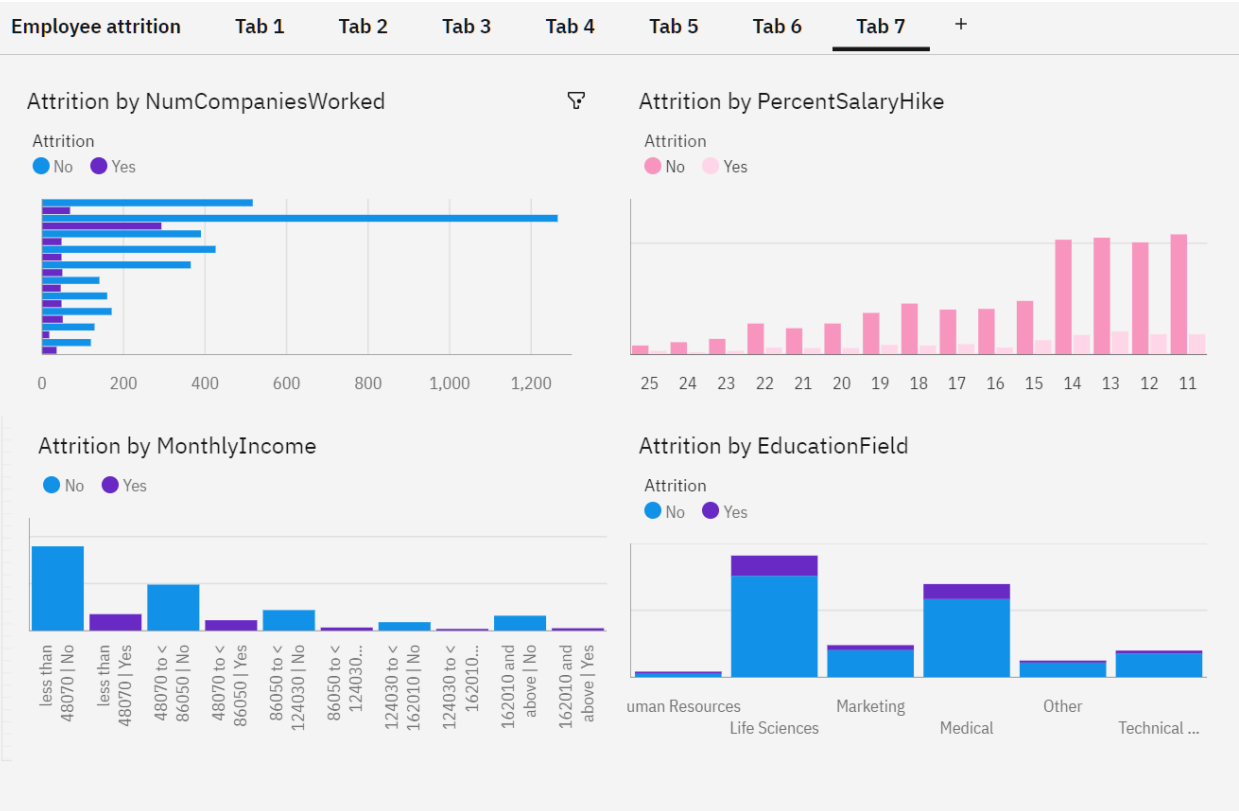 Employee attrition Tab 1 Tab 2 Tab 3 Tab 4 Tab 5 Tab 6 Tab 7 +
Attrition by NumCompaniesWorked
Attrition
No Yes
0 200 400 600 800 1,000 1,200
Attrition by PercentSalaryHike
Attrition
No Yes
25 24 23 22 21 20 19 18 17 16 15 14 13 12 11
Attrition by MonthlyIncome
No Yes
less than
48070 | No
less than
48070 | Yes
48070 to <
86050 | No
48070 to <
86050 | Yes
86050 to <
124030 | No
86050 to <
124030...
124030 to <
162010 | No
124030 to <
162010...
162010 and
above | No
162010 and
above | Yes
Attrition by EducationField
Attrition
No Yes
uman Resources Marketing Other
Life Sciences Medical Technical ...